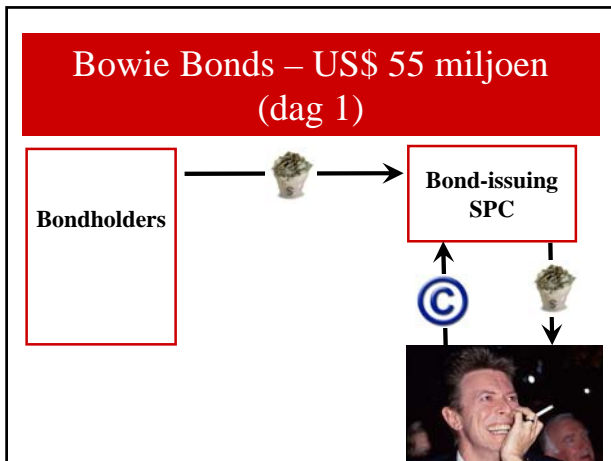 Bowie Bonds – US$ 55 miljoen
(dag 1)
Bondholders
Bond-issuing
SPC
$
©
$